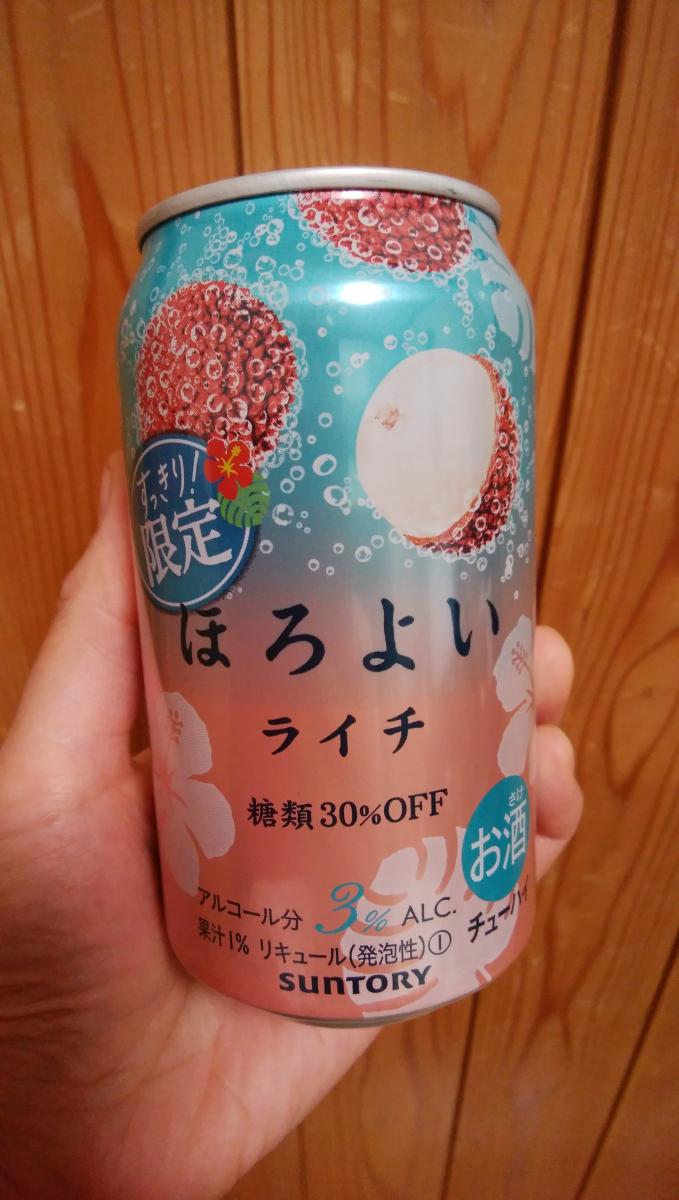 すっきり!
限定
ほろよい
ライチ
糖類30%OFF
さけ
お酒
アルコール分 3% ALC.
チューハイ
果汁1% リキュール(発泡性)①
SUNTORY